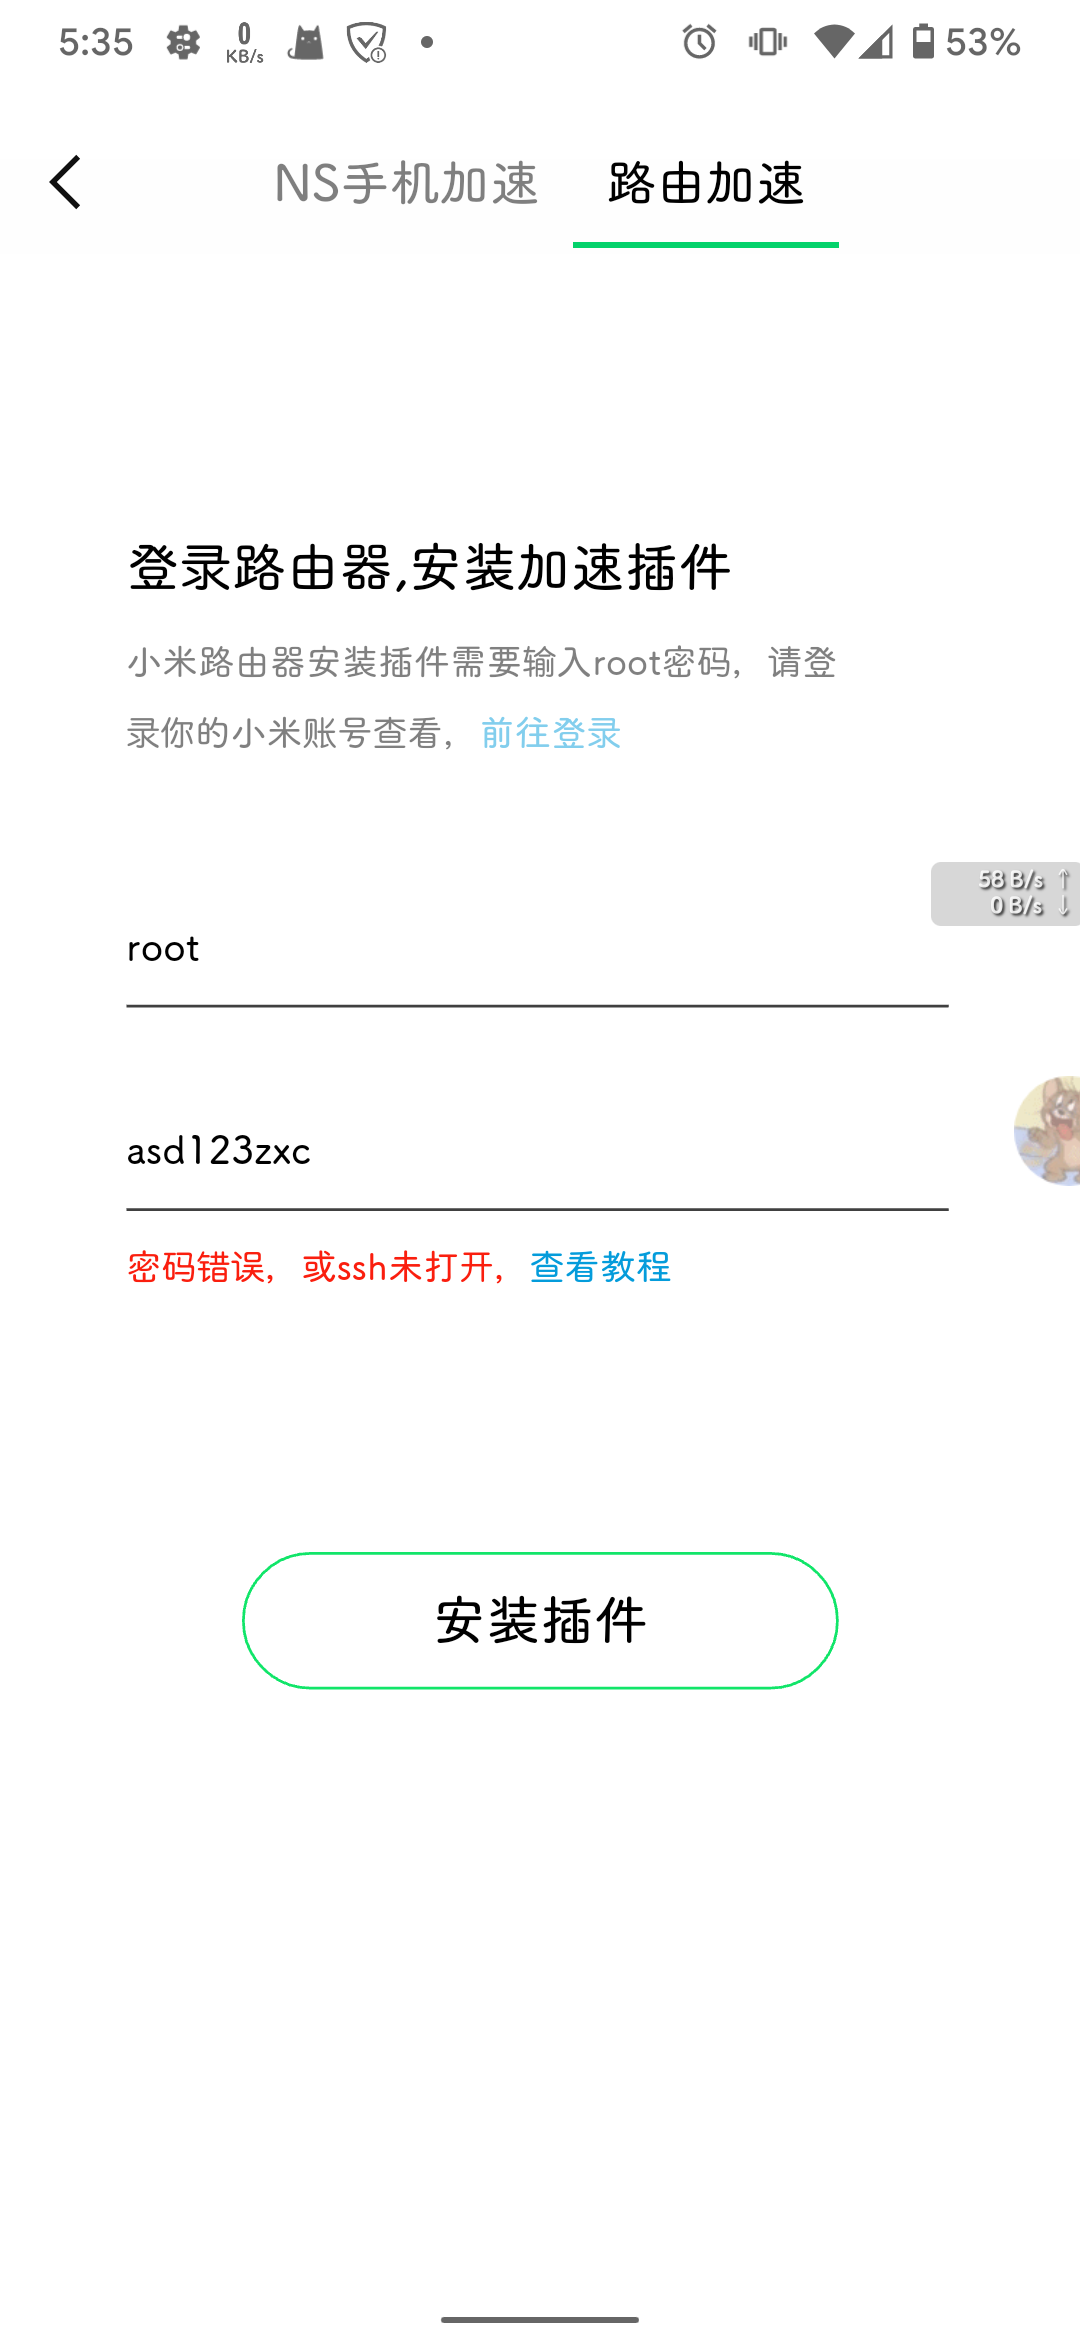 5:35
0
KB/s
53%
NS手机加速
路由加速
登录路由器,安装加速插件
小米路由器安装插件需要输入root密码，请登
录你的小米账号查看，前往登录
58 B/s ↑
0 B/s ↓
root
asd123zxc
密码错误，或ssh未打开，查看教程
安装插件